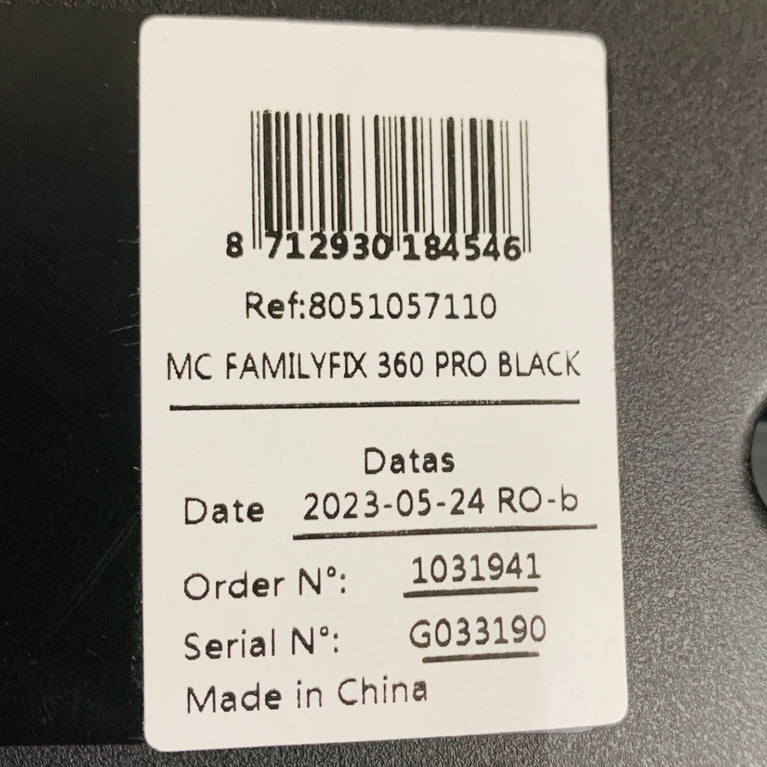 8 712930 184546
Ref:8051057110
MC FAMILYFIX 360 PRO BLACK
Datas
Date 2023-05-24 RO-b
Order N°: 1031941
Serial N°: G033190
Made in China